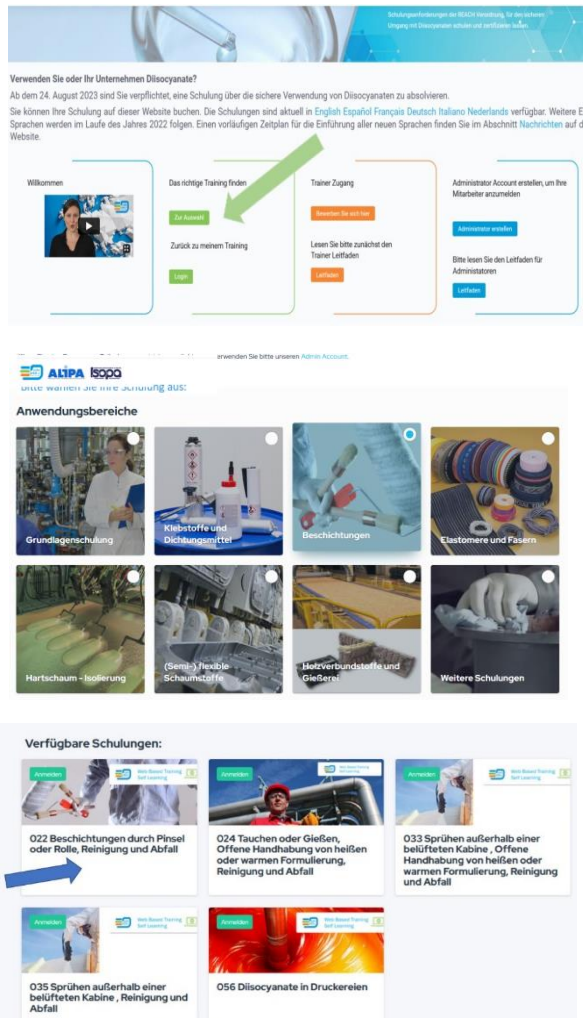 Schulungsanforderungen der REACH Verordnung, für den sicheren
Umgang mit Diisocyanaten schulen und zertifizieren lassen.
Verwenden Sie oder Ihr Unternehmen Diisocyanate?
Ab dem 24. August 2023 sind Sie verpflichtet, eine Schulung über die sichere Verwendung von Diisocyanaten zu absolvieren.
Sie können Ihre Schulung auf dieser Website buchen. Die Schulungen sind aktuell in English Español Français Deutsch Italiano Nederlands verfügbar. Weitere E
Sprachen werden im Laufe des Jahres 2022 folgen. Einen vorläufigen Zeitplan für die Einführung aller neuen Sprachen finden Sie im Abschnitt Nachrichten auf d
Website.
Willkommen
Das richtige Training finden
Zur Auswahl
Zurück zu meinem Training
Login
Trainer Zugang
Bewerben Sie sich hier
Lesen Sie bitte zunächst den
Trainer Leitfaden
Leitfaden
Administrator Account erstellen, um Ihre
Mitarbeiter anzumelden
Administrator erstellen
Bitte lesen Sie den Leitfaden für
Administatoren
Leitfaden
erwenden Sie bitte unseren Admin Account.
ALIPA isopa
Bitte wählen Sie Ihre Schulung aus:
Anwendungsbereiche
Grundlagenschulung
Klebstoffe und
Dichtungsmittel
Beschichtungen
Elastomere und Fasern
Hartschaum - Isolierung
(Semi-) flexible
Schaumstoffe
Holzverbundstoffe und
Gießerei
Weitere Schulungen
Verfügbare Schulungen:
Anmelden
Web Based Training
Self Learning
022 Beschichtungen durch Pinsel
oder Rolle, Reinigung und Abfall
Anmelden
Web Based Training
Self Learning
024 Tauchen oder Gießen,
Offene Handhabung von heißen
oder warmen Formulierung,
Reinigung und Abfall
Anmelden
Web Based Training
Self Learning
033 Sprühen außerhalb einer
belüfteten Kabine , Offene
Handhabung von heißen oder
warmen Formulierung, Reinigung
und Abfall
Anmelden
Web Based Training
Self Learning
035 Sprühen außerhalb einer
belüfteten Kabine , Reinigung und
Abfall
Anmelden
Web Based Training
Self Learning
056 Diisocyanate in Druckereien